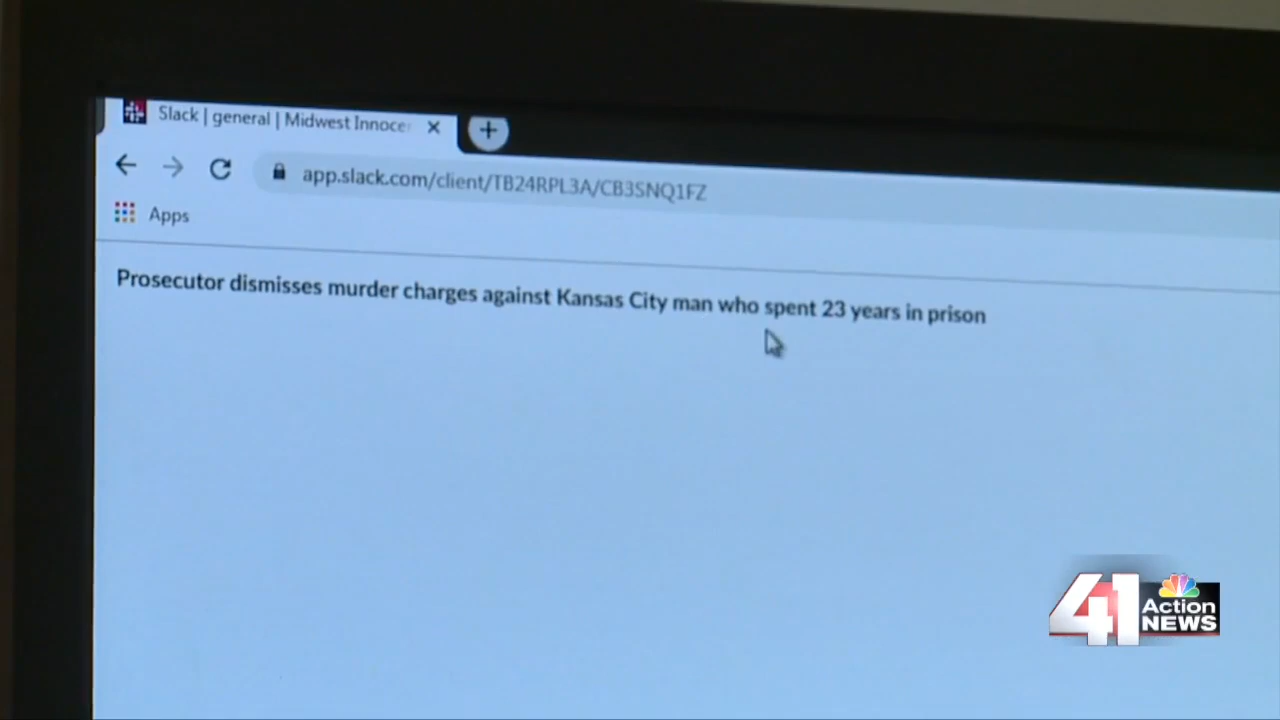 Slack | general | Midwest Innoce
app.slack.com/client/TB24RPL3A/CB3SNQ1FZ
Apps
Prosecutor dismisses murder charges against Kansas City man who spent 23 years in prison
41 Action NEWS